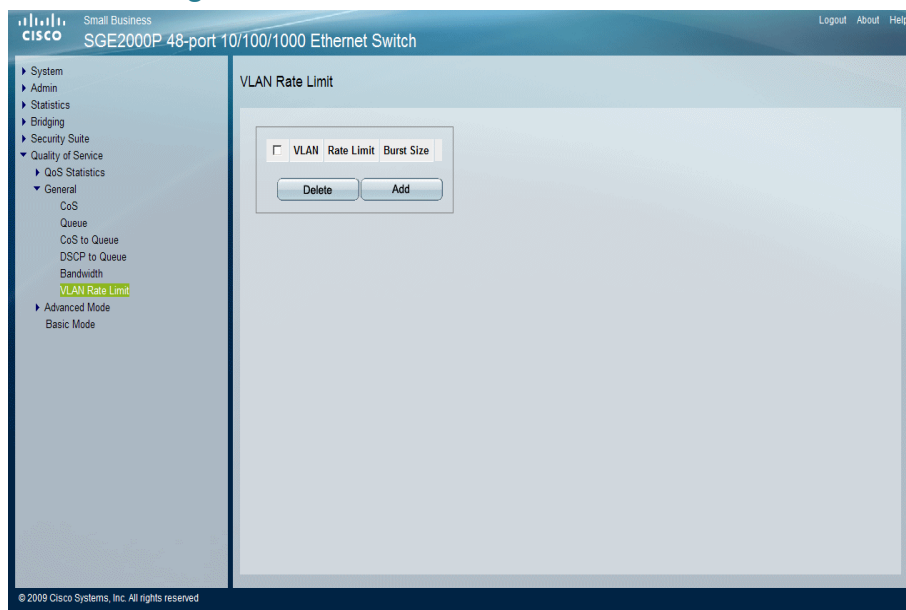 Small Business
CISCO SGE2000P 48-port 10/100/1000 Ethernet Switch
Logout About Help
System
Admin
Statistics
Bridging
Security Suite
Quality of Service
QoS Statistics
General
CoS
Queue
CoS to Queue
DSCP to Queue
Bandwidth
VLAN Rate Limit
Advanced Mode
Basic Mode
VLAN Rate Limit
VLAN Rate Limit Burst Size
Delete Add
© 2009 Cisco Systems, Inc. All rights reserved